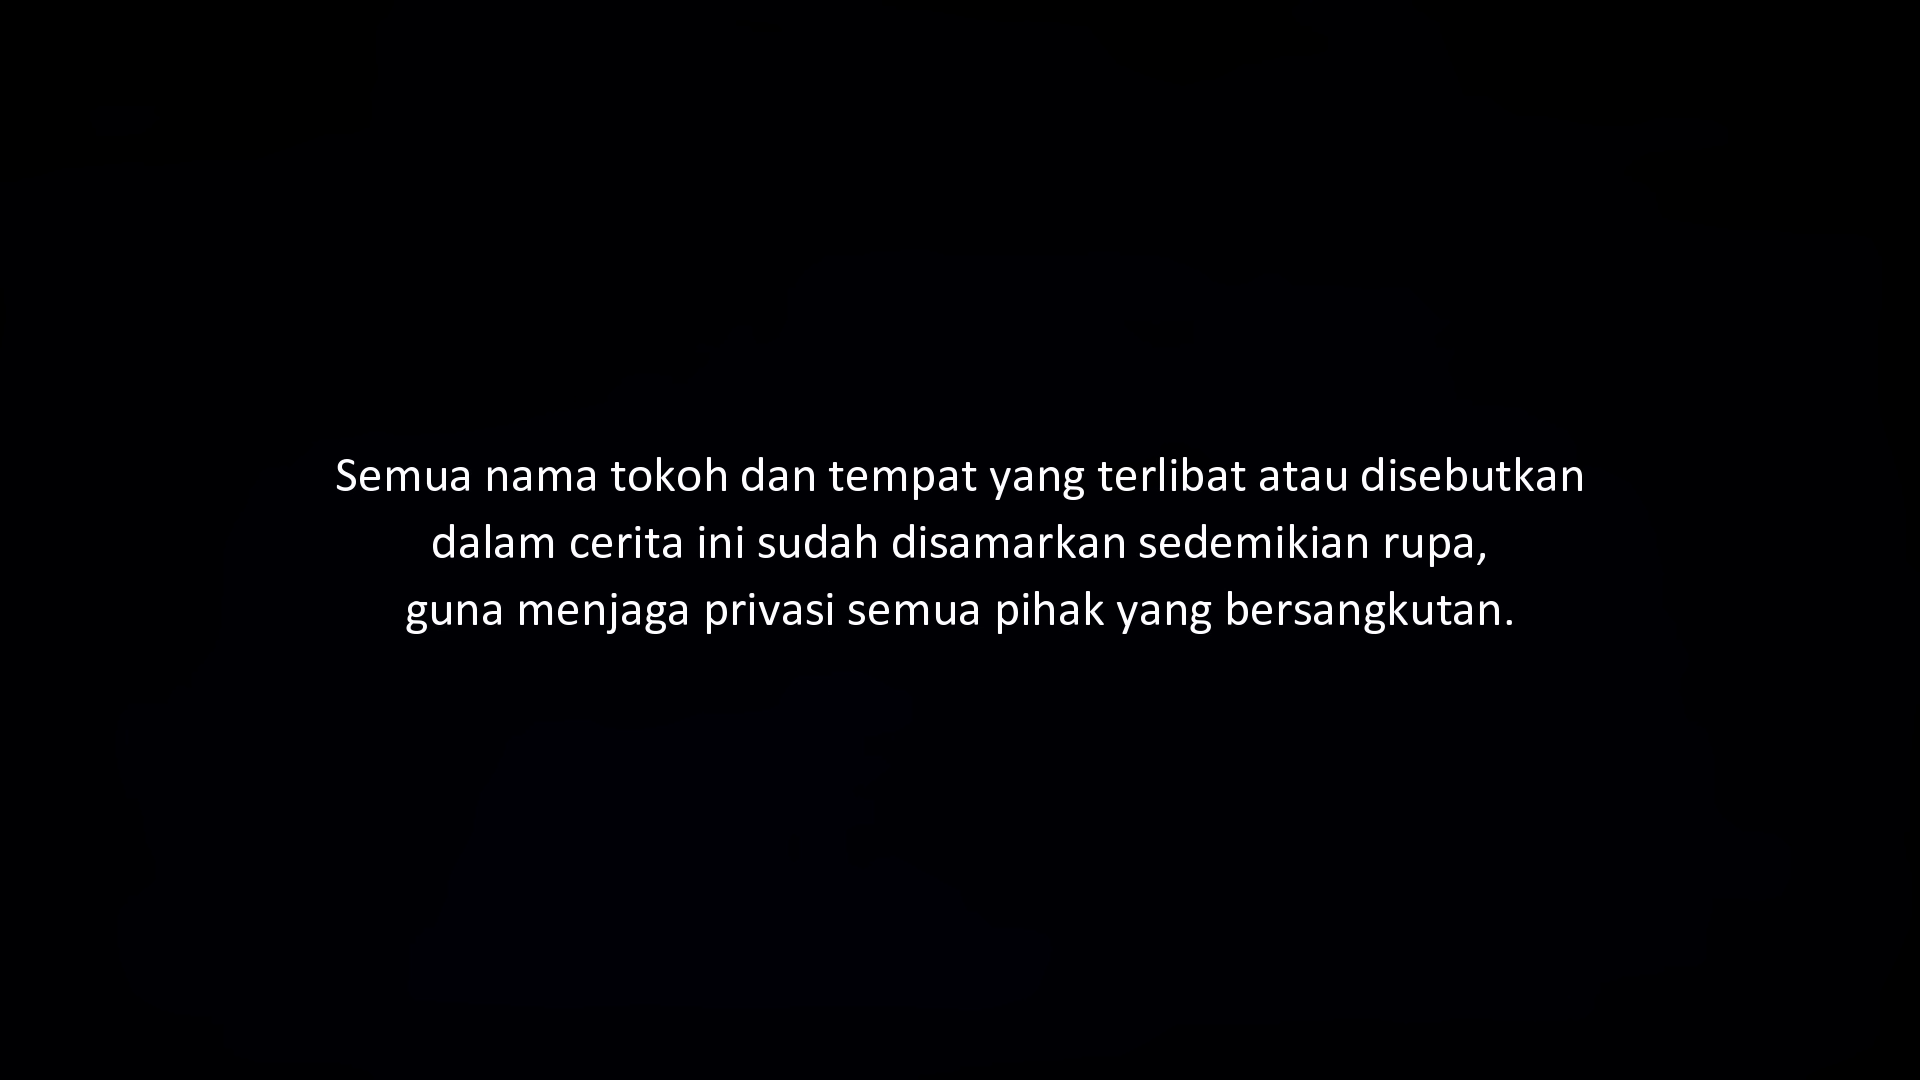 Semua nama tokoh dan tempat yang terlibat atau disebutkan
dalam cerita ini sudah disamarkan sedemikian rupa,
guna menjaga privasi semua pihak yang bersangkutan.